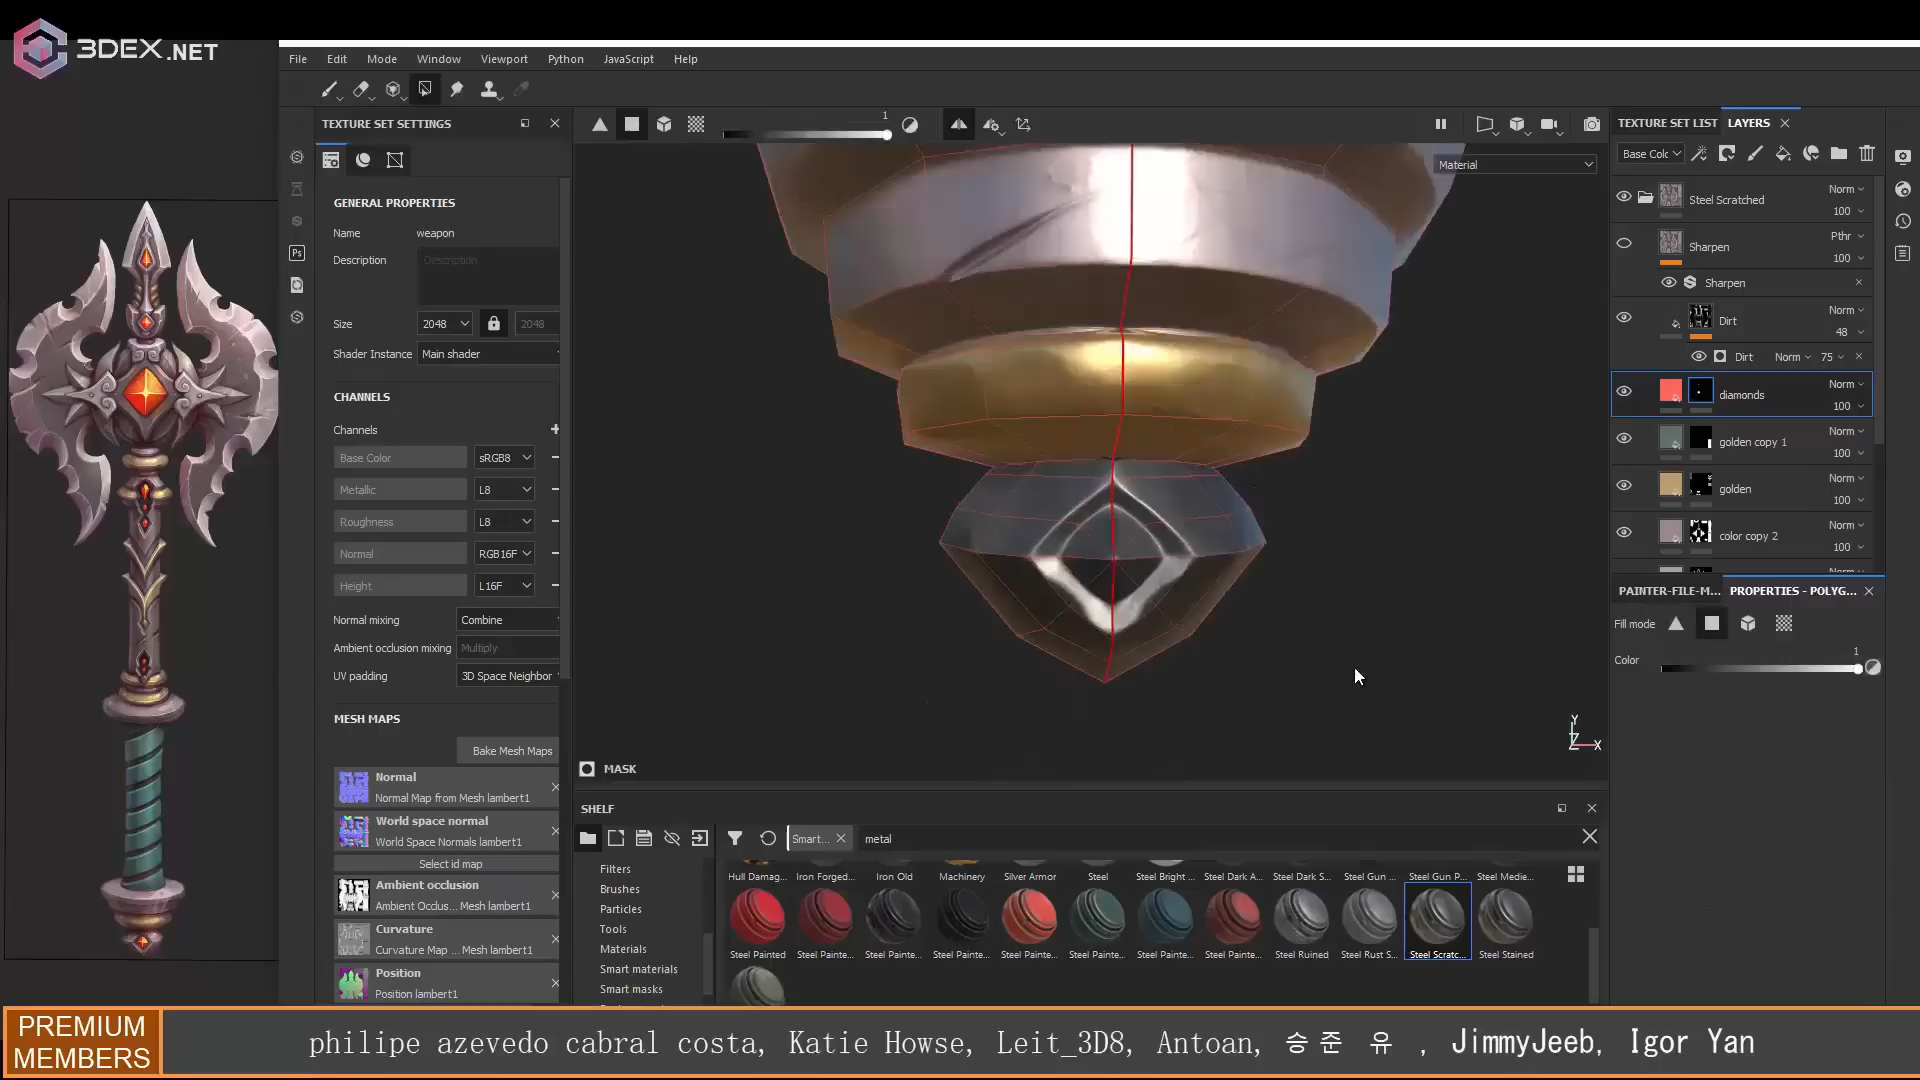 3DEX.NET
File Edit Mode Window Viewport Python JavaScript Help
TEXTURE SET SETTINGS
GENERAL PROPERTIES
Name weapon
Description Description
Size 2048 2048
Shader Instance Main shader
CHANNELS
Channels
Base Color sRGB8
Metallic L8
Roughness L8
Normal RGB16F
Height L16F
Normal mixing Combine
Ambient occlusion mixing Multiply
UV padding 3D Space Neighbor
MESH MAPS
Bake Mesh Maps
Normal
Normal Map from Mesh lambert1
World space normal
World Space Normals lambert1
Select id map
Ambient occlusion
Ambient Occlus... Mesh lambert1
Curvature
Curvature Map ... Mesh lambert1
Position
Position lambert1
Ps
1
Material
Y
Z X
MASK
SHELF
Smart... metal
Filters
Brushes
Particles
Tools
Materials
Smart materials
Smart masks
Hull Damag... Iron Forged... Iron Old Machinery Silver Armor Steel Steel Bright ... Steel Dark A... Steel Dark S... Steel Gun ... Steel Gun P... Steel Medie...
Steel Painted Steel Painte... Steel Painte... Steel Painte... Steel Painte... Steel Painte... Steel Painte... Steel Painte... Steel Ruined Steel Rust S... Steel Scratc... Steel Stained
TEXTURE SET LIST LAYERS
Base Colc
Steel Scratched Norm 100
Sharpen Pthr 100
Sharpen
Dirt Norm 48
Dirt Norm 75
diamonds Norm 100
golden copy 1 Norm 100
golden Norm 100
color copy 2 Norm 100
PAINTER-FILE-M... PROPERTIES - POLYG...
Fill mode
Color 1
PREMIUM
MEMBERS
philipe azevedo cabral costa, Katie Howse, Leit_3D8, Antoan, 승준 유 , JimmyJeeb, Igor Yan